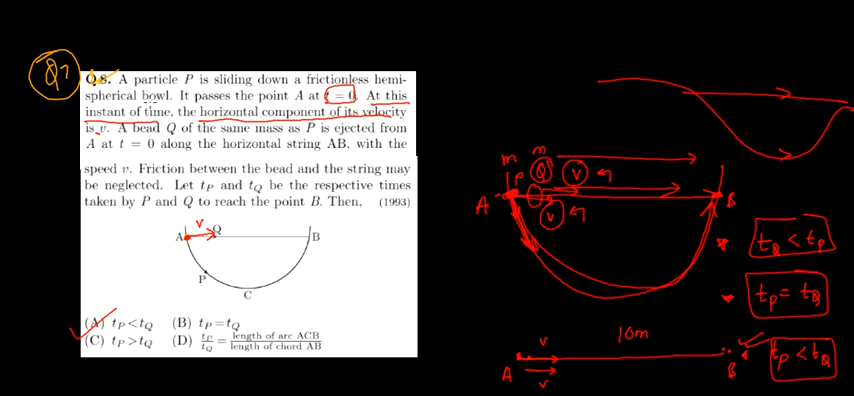 Q7
Q.8. A particle P is sliding down a frictionless hemi-
spherical bowl. It passes the point A at t = 0. At this
instant of time, the horizontal component of its velocity
is v. A bead Q of the same mass as P is ejected from
A at t = 0 along the horizontal string AB, with the
speed v. Friction between the bead and the string may
be neglected. Let tP and tQ be the respective times
taken by P and Q to reach the point B. Then, (1993)
v
A Q B
P
C
(A) tP < tQ (B) tP = tQ
(C) tP > tQ (D) tP/tQ = length of arc ACB/length of chord AB
m m
P Q V
A B
V
tQ < tP
tP = tQ
tP < tQ
v 10m
A B
v